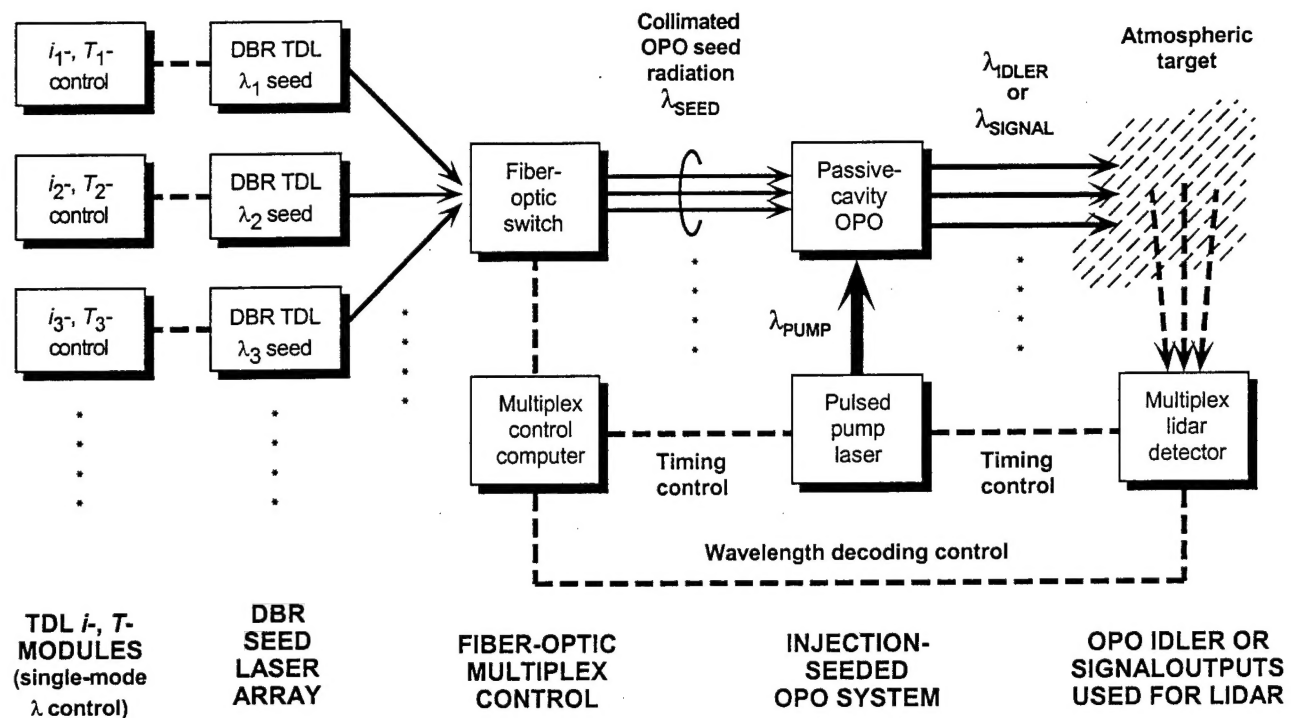 i1-, T1-
control
DBR TDL
λ1 seed
i2-, T2-
control
DBR TDL
λ2 seed
i3-, T3-
control
DBR TDL
λ3 seed
Fiber-
optic
switch
Collimated
OPO seed
radiation
λSEED
Passive-
cavity
OPO
λIDLER
or
λSIGNAL
Atmospheric
target
λPUMP
Multiplex
control
computer
Timing
control
Pulsed
pump
laser
Timing
control
Multiplex
lidar
detector
Wavelength decoding control
TDL i-, T-
MODULES
(single-mode
λ control)
DBR
SEED
LASER
ARRAY
FIBER-OPTIC
MULTIPLEX
CONTROL
INJECTION-
SEEDED
OPO SYSTEM
OPO IDLER OR
SIGNALOUTPUTS
USED FOR LIDAR